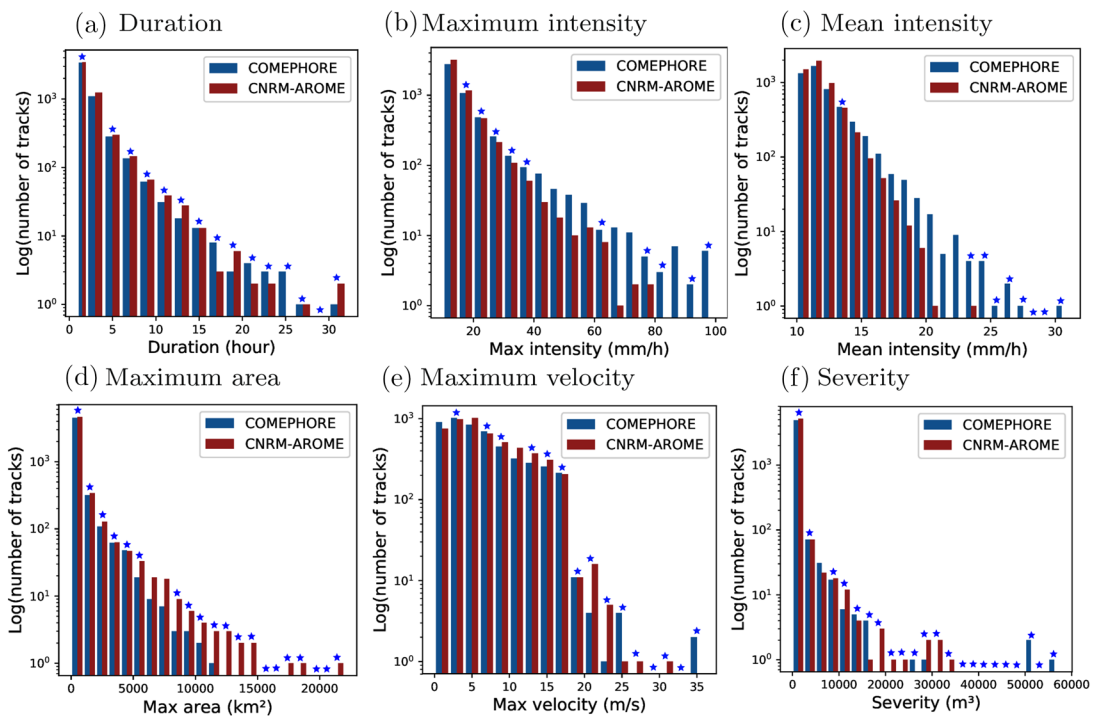 (a) Duration
COMEPHORE
CNRM-AROME
Log(number of tracks)
10³
10²
10¹
10⁰
0 5 10 15 20 25 30
Duration (hour)
(b) Maximum intensity
COMEPHORE
CNRM-AROME
Log(number of tracks)
10³
10²
10¹
10⁰
20 40 60 80 100
Max intensity (mm/h)
(c) Mean intensity
COMEPHORE
CNRM-AROME
Log(number of tracks)
10³
10²
10¹
10⁰
10 15 20 25 30
Mean intensity (mm/h)
(d) Maximum area
COMEPHORE
CNRM-AROME
Log(number of tracks)
10³
10²
10¹
10⁰
0 5000 10000 15000 20000
Max area (km²)
(e) Maximum velocity
COMEPHORE
CNRM-AROME
Log(number of tracks)
10³
10²
10¹
10⁰
0 5 10 15 20 25 30 35
Max velocity (m/s)
(f) Severity
COMEPHORE
CNRM-AROME
Log(number of tracks)
10³
10²
10¹
10⁰
0 10000 20000 30000 40000 50000 60000
Severity (m³)